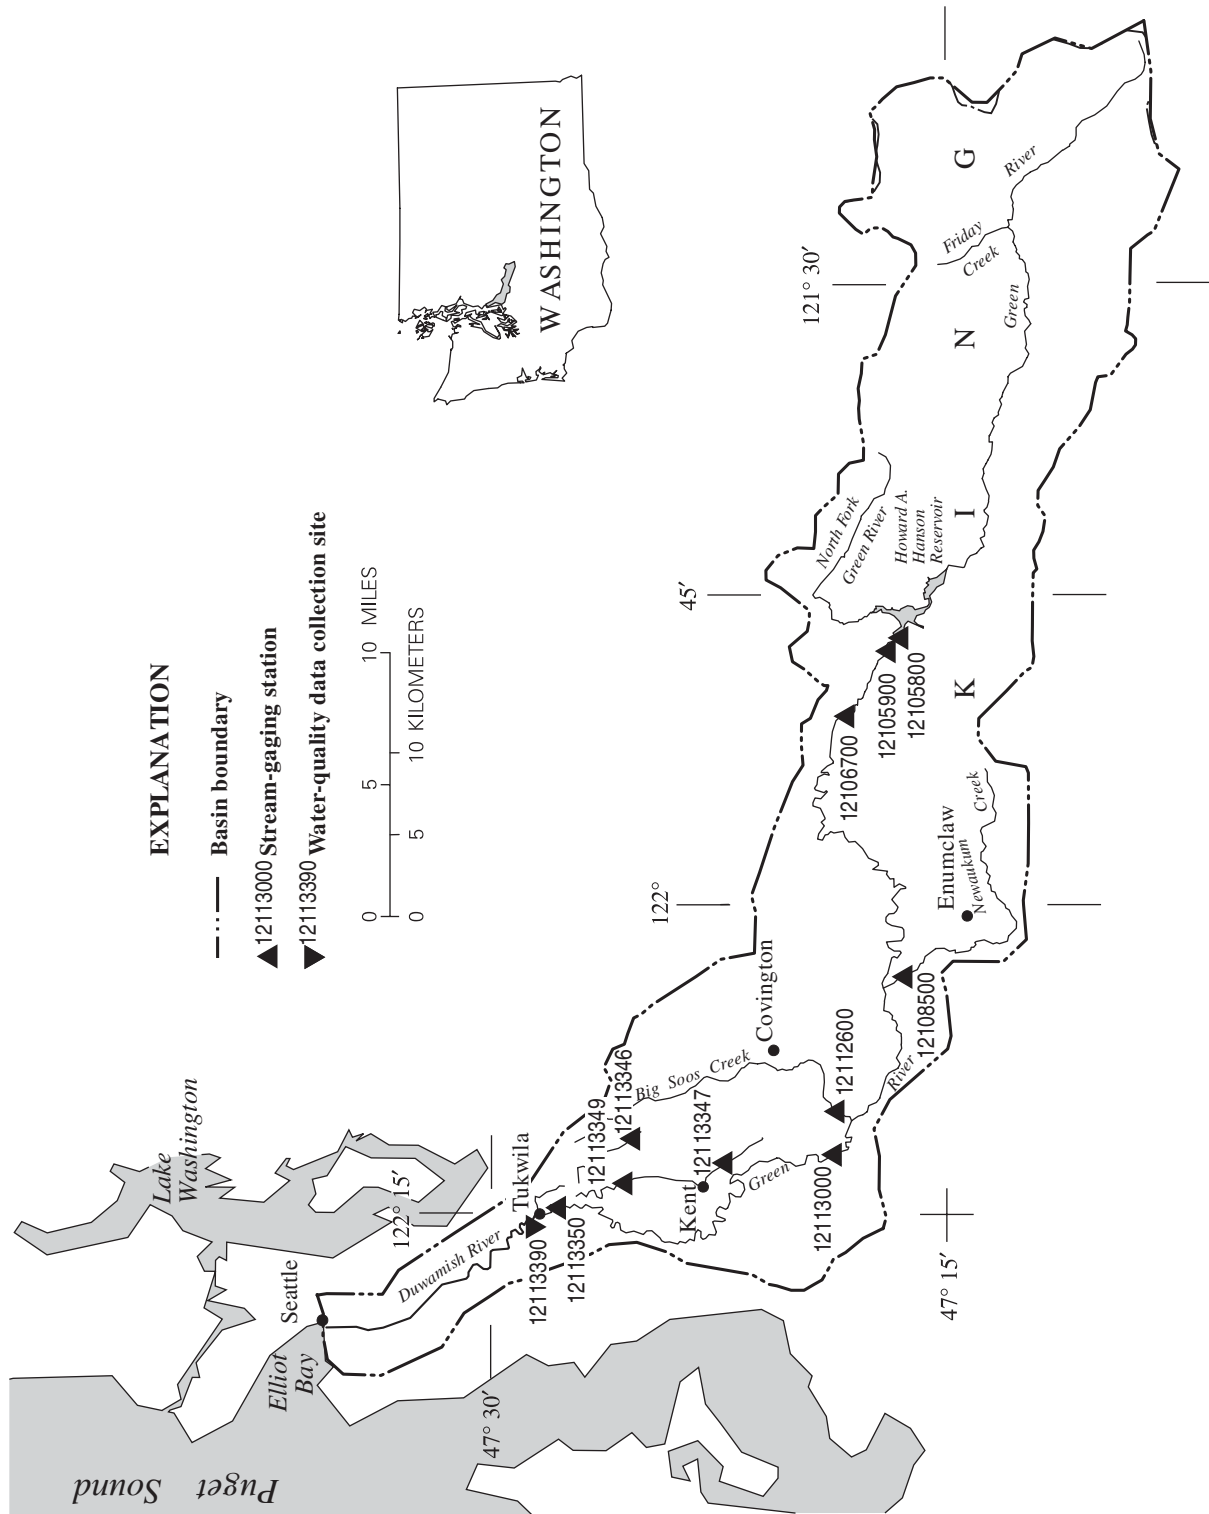 Puget
Sound
Elliot
Bay
Seattle
Lake
Washington
EXPLANATION
Basin boundary
12113000 Stream-gaging station
12113390 Water-quality data collection site
0 5 10 MILES
0 5 10 KILOMETERS
WASHINGTON
122° 15′
122°
45′
121° 30′
47° 30′
47° 15′
Duwamish River
Tukwila
12113390
12113350
12113349
12113346
Big Soos Creek
12113347
Kent
Green
12113000
12112600
Covington
River
12108500
Enumclaw
Newaukum
Creek
12106700
12105900
12105800
North Fork
Green River
Howard A.
Hanson
Reservoir
Green
Friday
Creek
River
K I N G